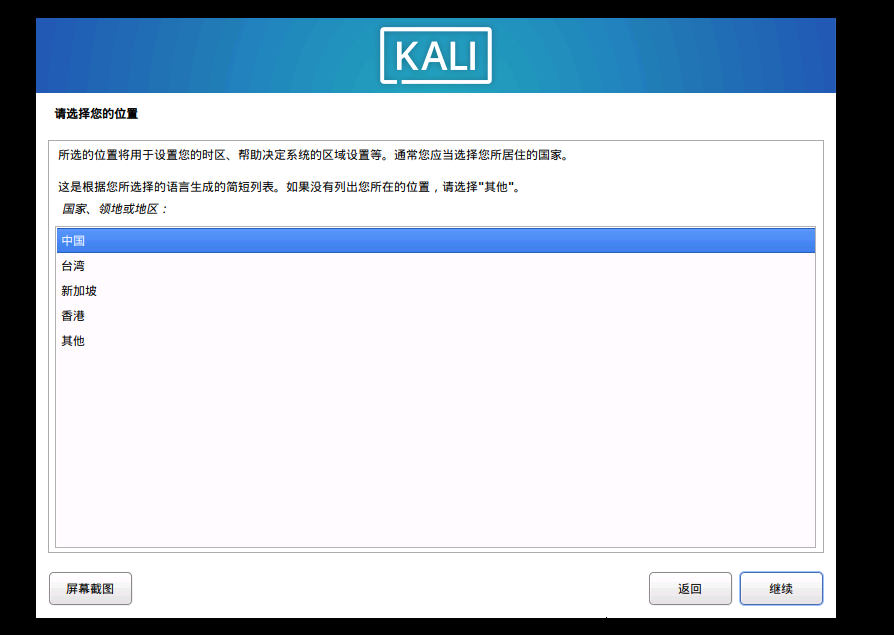 KALI
请选择您的位置
所选的位置将用于设置您的时区、帮助决定系统的区域设置等。通常您应当选择您所居住的国家。
这是根据您所选择的语言生成的简短列表。如果没有列出您所在的位置，请选择"其他"。
国家、领地或地区：
中国
台湾
新加坡
香港
其他
屏幕截图
返回
继续